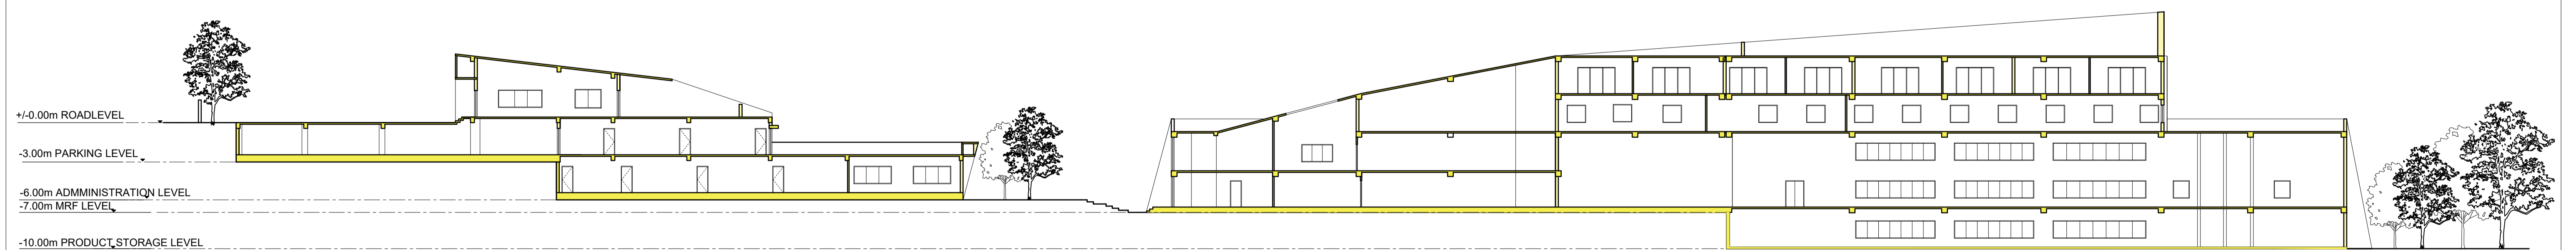 +/-0.00m ROADLEVEL
-3.00m PARKING LEVEL
-6.00m ADMMINISTRATION LEVEL
-7.00m MRF LEVEL
-10.00m PRODUCT STORAGE LEVEL